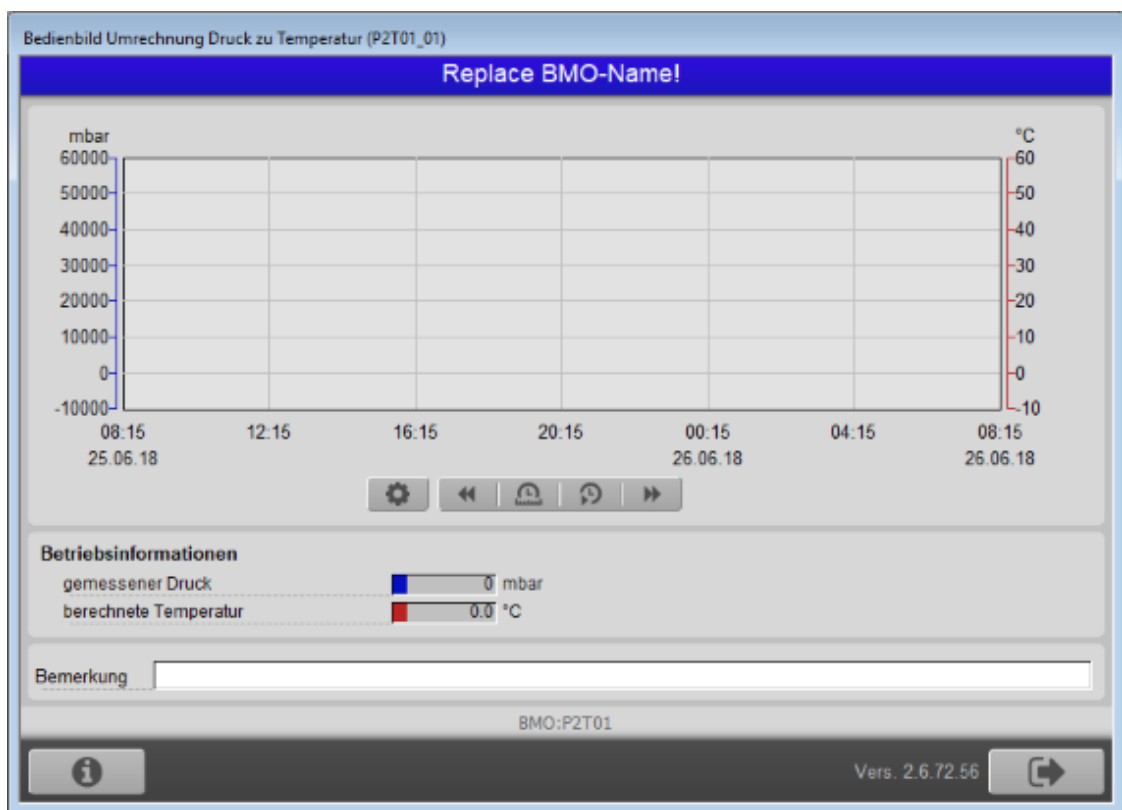 Bedienbild Umrechnung Druck zu Temperatur (P2T01_01)
Replace BMO-Name!
mbar °C
60000 60
50000 50
40000 40
30000 30
20000 20
10000 10
0 0
-10000 -10
08:15 12:15 16:15 20:15 00:15 04:15 08:15
25.06.18 26.06.18 26.06.18
Betriebsinformationen
gemessener Druck 0 mbar
berechnete Temperatur 0.0 °C
Bemerkung
BMO:P2T01
Vers. 2.6.72.56